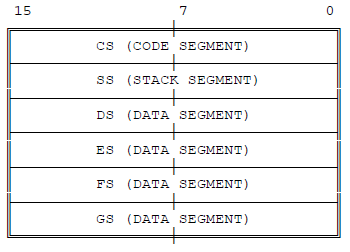 15 7 0
CS (CODE SEGMENT)
SS (STACK SEGMENT)
DS (DATA SEGMENT)
ES (DATA SEGMENT)
FS (DATA SEGMENT)
GS (DATA SEGMENT)